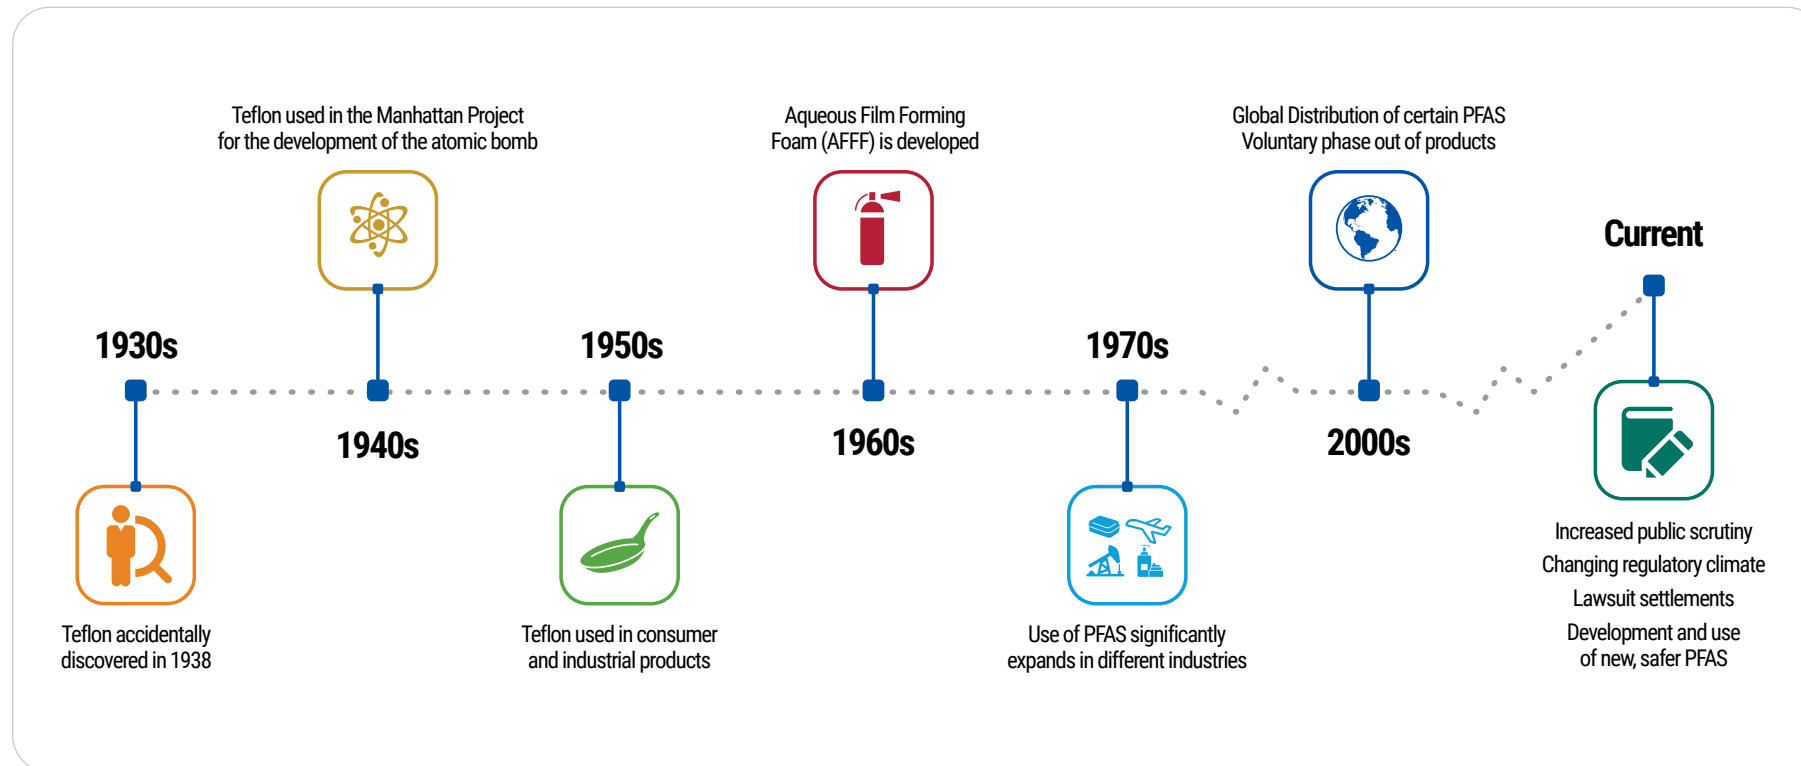 1930s
Teflon accidentally
discovered in 1938
Teflon used in the Manhattan Project
for the development of the atomic bomb
1940s
1950s
Teflon used in consumer
and industrial products
Aqueous Film Forming
Foam (AFFF) is developed
1960s
1970s
Use of PFAS significantly
expands in different industries
Global Distribution of certain PFAS
Voluntary phase out of products
2000s
Current
Increased public scrutiny
Changing regulatory climate
Lawsuit settlements
Development and use
of new, safer PFAS